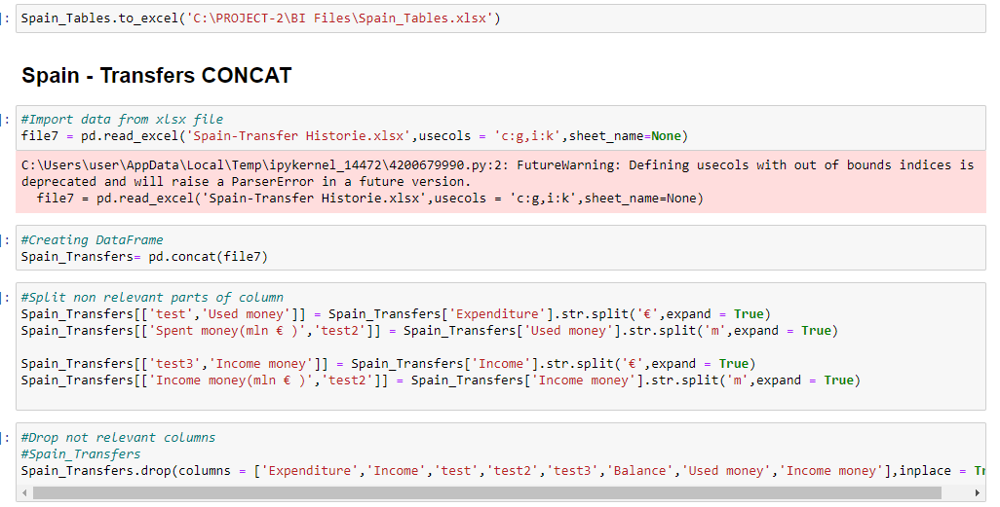 ]: Spain_Tables.to_excel('C:\PROJECT-2\BI Files\Spain_Tables.xlsx')
Spain - Transfers CONCAT
]: #Import data from xlsx file
file7 = pd.read_excel('Spain-Transfer Historie.xlsx',usecols = 'c:g,i:k',sheet_name=None)
C:\Users\user\AppData\Local\Temp\ipykernel_14472\4200679990.py:2: FutureWarning: Defining usecols with out of bounds indices is
deprecated and will raise a ParserError in a future version.
file7 = pd.read_excel('Spain-Transfer Historie.xlsx',usecols = 'c:g,i:k',sheet_name=None)
]: #Creating DataFrame
Spain_Transfers= pd.concat(file7)
]: #Split non relevant parts of column
Spain_Transfers[['test','Used money']] = Spain_Transfers['Expenditure'].str.split('€',expand = True)
Spain_Transfers[['Spent money(mln € )','test2']] = Spain_Transfers['Used money'].str.split('m',expand = True)
Spain_Transfers[['test3','Income money']] = Spain_Transfers['Income'].str.split('€',expand = True)
Spain_Transfers[['Income money(mln € )','test2']] = Spain_Transfers['Income money'].str.split('m',expand = True)
]: #Drop not relevant columns
#Spain_Transfers
Spain_Transfers.drop(columns = ['Expenditure','Income','test','test2','test3','Balance','Used money','Income money'],inplace = Tr